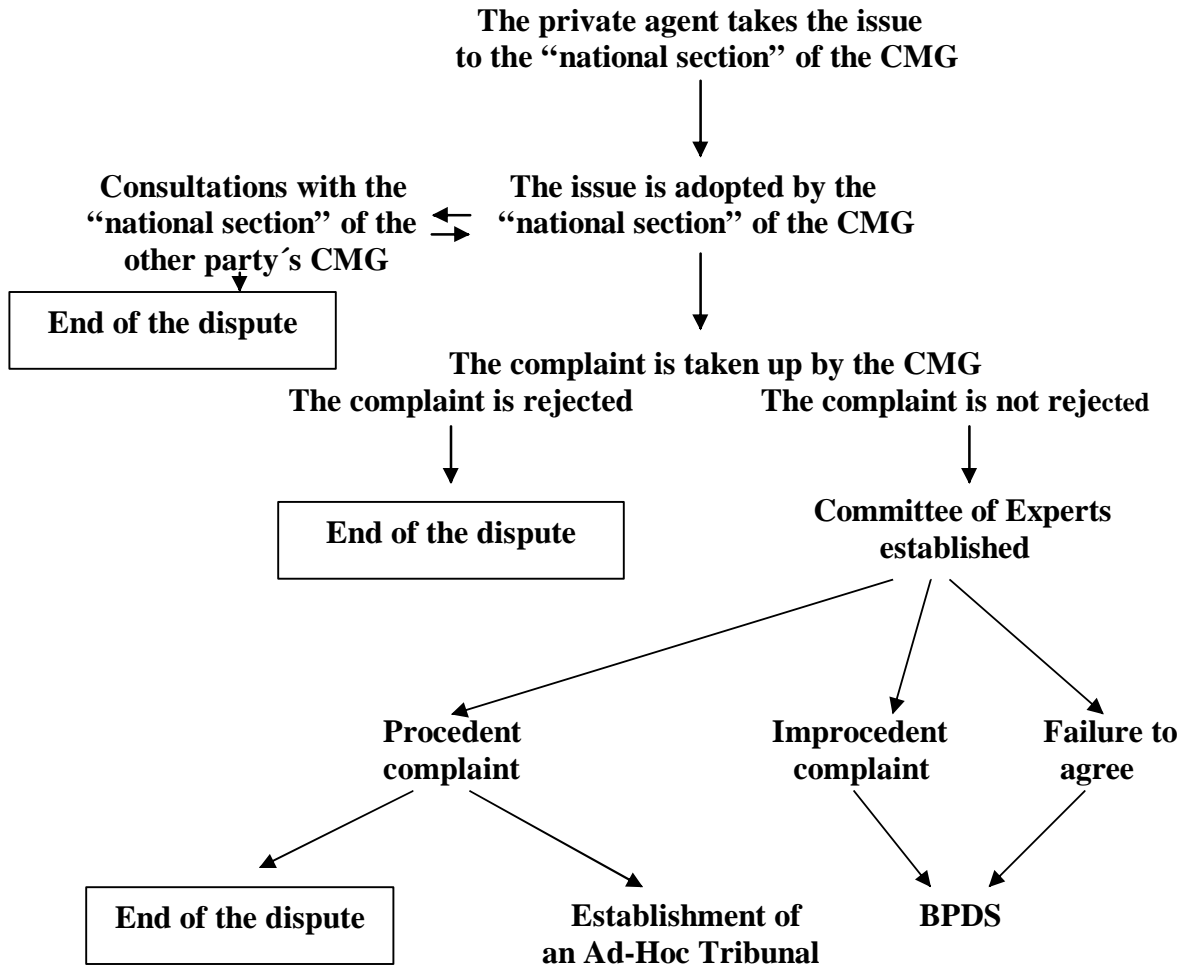 The private agent takes the issue
to the “national section” of the CMG
Consultations with the
“national section” of the
other party´s CMG
The issue is adopted by the
“national section” of the CMG
End of the dispute
The complaint is taken up by the CMG
The complaint is rejected
The complaint is not rejected
End of the dispute
Committee of Experts
established
Procedent
complaint
Improcedent
complaint
Failure to
agree
End of the dispute
Establishment of
an Ad-Hoc Tribunal
BPDS